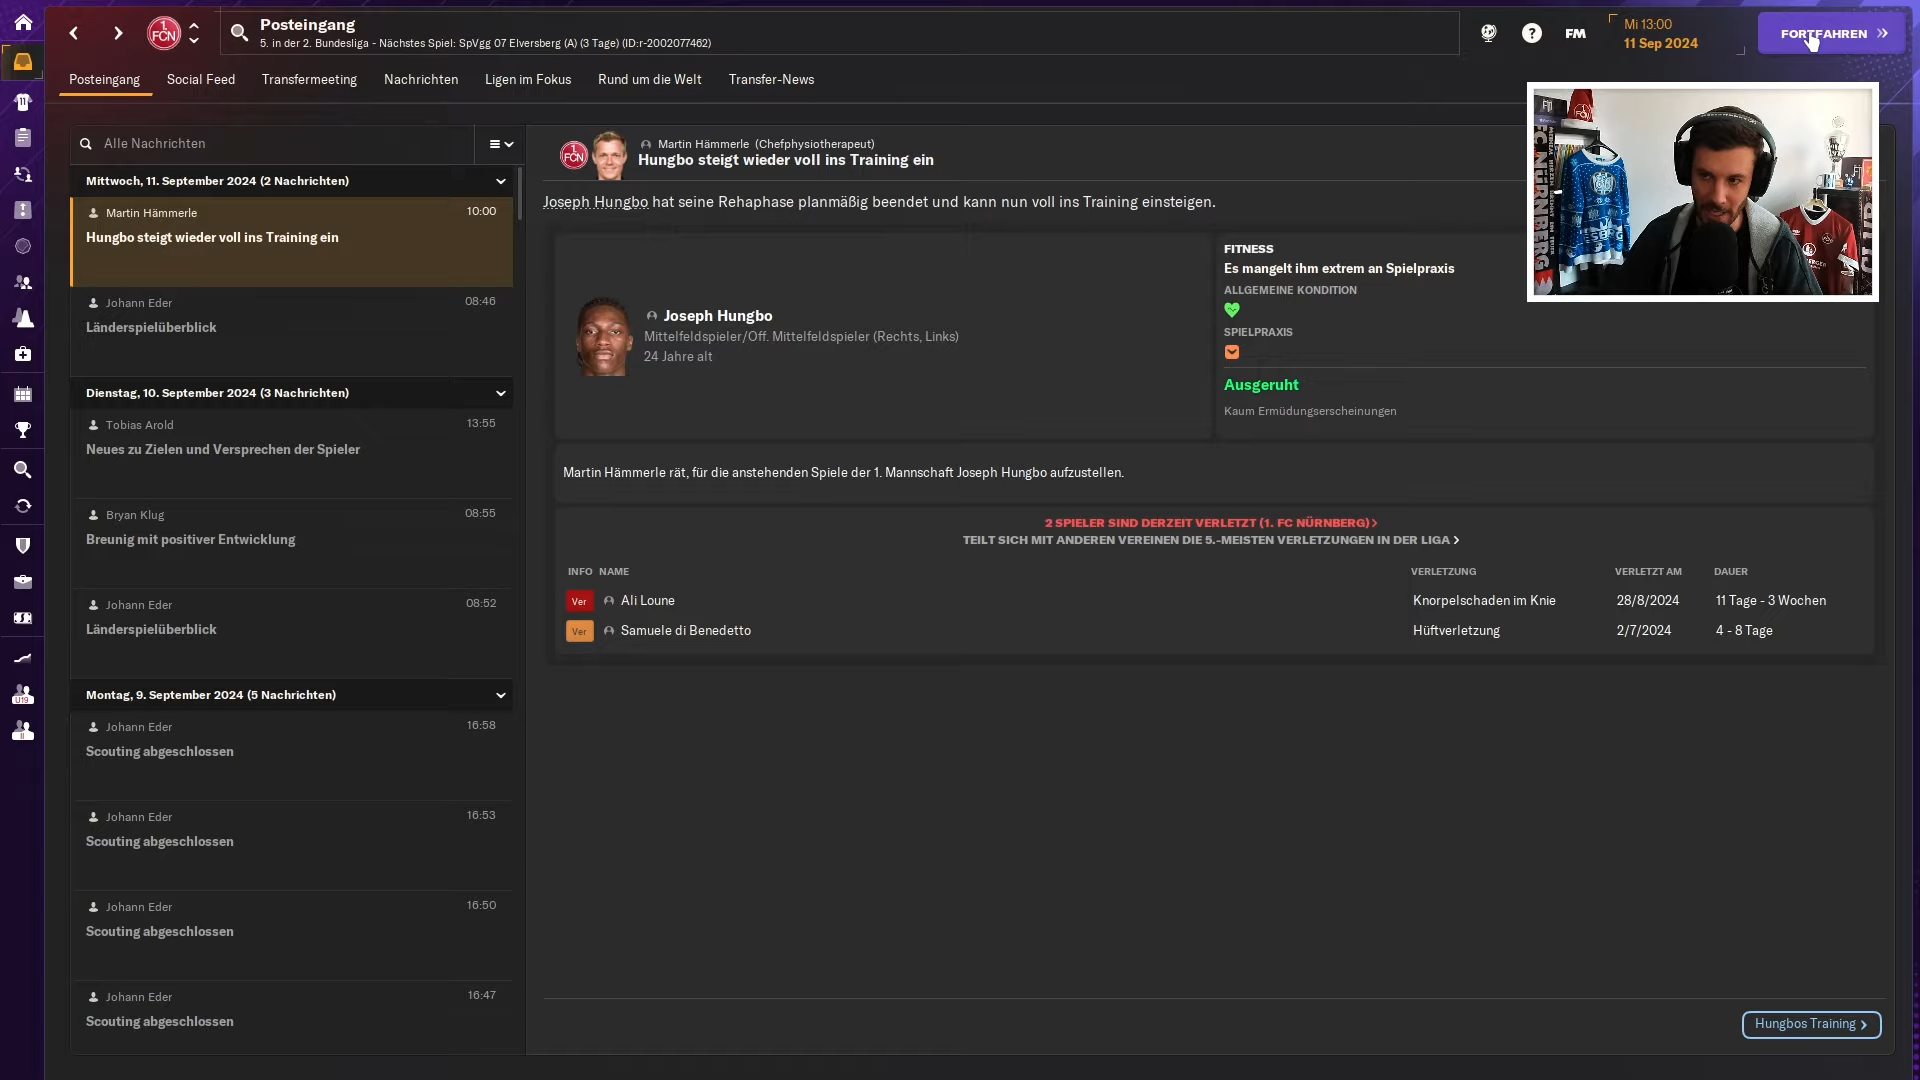 Posteingang
5. in der 2. Bundesliga - Nächstes Spiel: SpVgg 07 Elversberg (A) (3 Tage) (ID:r-2002077462)
FM
Mi 13:00
11 Sep 2024
FORTFAHREN
Posteingang
Social Feed
Transfermeeting
Nachrichten
Ligen im Fokus
Rund um die Welt
Transfer-News
Alle Nachrichten
Mittwoch, 11. September 2024 (2 Nachrichten)
Martin Hämmerle 10:00
Hungbo steigt wieder voll ins Training ein
Johann Eder 08:46
Länderspielüberblick
Dienstag, 10. September 2024 (3 Nachrichten)
Tobias Arold 13:55
Neues zu Zielen und Versprechen der Spieler
Bryan Klug 08:55
Breunig mit positiver Entwicklung
Johann Eder 08:52
Länderspielüberblick
Montag, 9. September 2024 (5 Nachrichten)
Johann Eder 16:58
Scouting abgeschlossen
Johann Eder 16:53
Scouting abgeschlossen
Johann Eder 16:50
Scouting abgeschlossen
Johann Eder 16:47
Scouting abgeschlossen
Martin Hämmerle (Chefphysiotherapeut)
Hungbo steigt wieder voll ins Training ein
Joseph Hungbo hat seine Rehaphase planmäßig beendet und kann nun voll ins Training einsteigen.
Joseph Hungbo
Mittelfeldspieler/Off. Mittelfeldspieler (Rechts, Links)
24 Jahre alt
FITNESS
Es mangelt ihm extrem an Spielpraxis
ALLGEMEINE KONDITION
SPIELPRAXIS
Ausgeruht
Kaum Ermüdungserscheinungen
Martin Hämmerle rät, für die anstehenden Spiele der 1. Mannschaft Joseph Hungbo aufzustellen.
2 SPIELER SIND DERZEIT VERLETZT (1. FC NÜRNBERG)
TEILT SICH MIT ANDEREN VEREINEN DIE 5.-MEISTEN VERLETZUNGEN IN DER LIGA
INFO NAME VERLETZUNG VERLETZT AM DAUER
Ver Ali Loune Knorpelschaden im Knie 28/8/2024 11 Tage - 3 Wochen
Ver Samuele di Benedetto Hüftverletzung 2/7/2024 4 - 8 Tage
Hungbos Training
U19
II
11
1.
FCN
1.
FCN